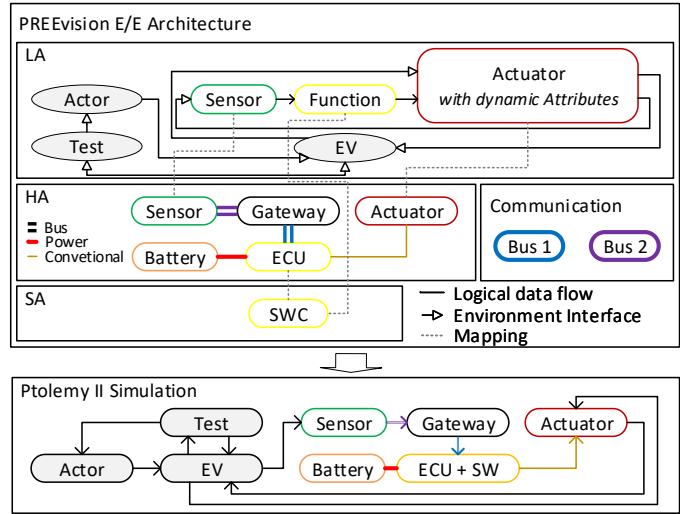 PREEvision E/E Architecture
LA
Actor
Sensor
Function
Actuator
with dynamic Attributes
Test
EV
HA
Sensor
Gateway
Actuator
Bus
Power
Convetional
Battery
ECU
Communication
Bus 1
Bus 2
SA
SWC
Logical data flow
Environment Interface
Mapping
Ptolemy II Simulation
Test
Sensor
Gateway
Actuator
Actor
EV
Battery
ECU + SW